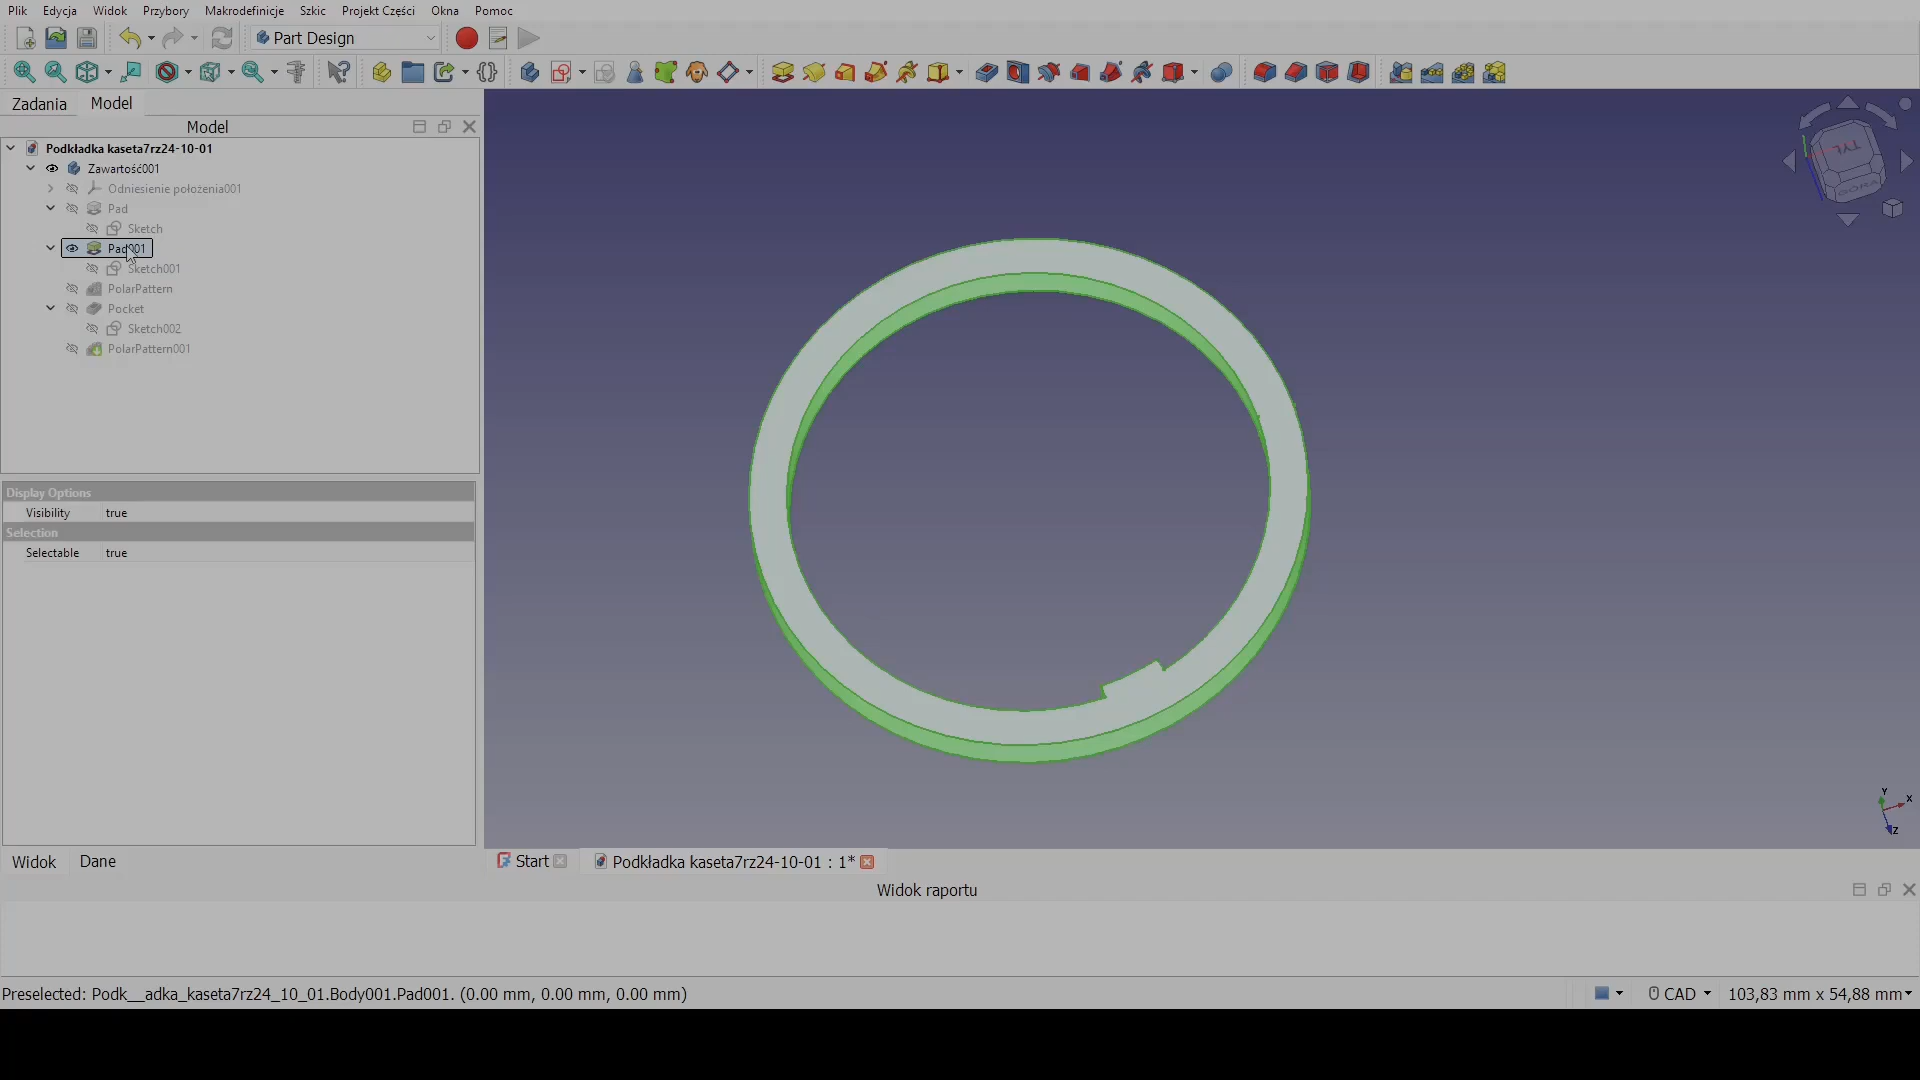 Plik Edycja Widok Przybory Makrodefinicje Szkic Projekt Części Okna Pomoc
Part Design
Zadania Model
Model
Podkładka kaseta7rz24-10-01
Zawartość001
Odniesienie położenia001
Pad
Sketch
Pad001
Sketch001
PolarPattern
Pocket
Sketch002
PolarPattern001
TYŁ
GÓRA
Display Options
Visibility true
Selection
Selectable true
Y
X
Z
Widok Dane
Start Podkładka kaseta7rz24-10-01 : 1*
Widok raportu
Preselected: Podk__adka_kaseta7rz24_10_01.Body001.Pad001. (0.00 mm, 0.00 mm, 0.00 mm)
CAD 103,83 mm x 54,88 mm